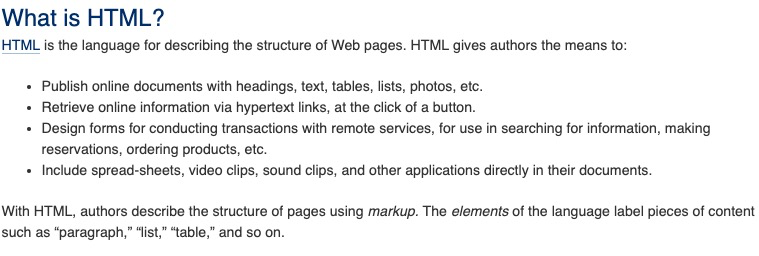 What is HTML?
HTML is the language for describing the structure of Web pages. HTML gives authors the means to:
• Publish online documents with headings, text, tables, lists, photos, etc.
• Retrieve online information via hypertext links, at the click of a button.
• Design forms for conducting transactions with remote services, for use in searching for information, making
reservations, ordering products, etc.
• Include spread-sheets, video clips, sound clips, and other applications directly in their documents.
With HTML, authors describe the structure of pages using markup. The elements of the language label pieces of content
such as “paragraph,” “list,” “table,” and so on.